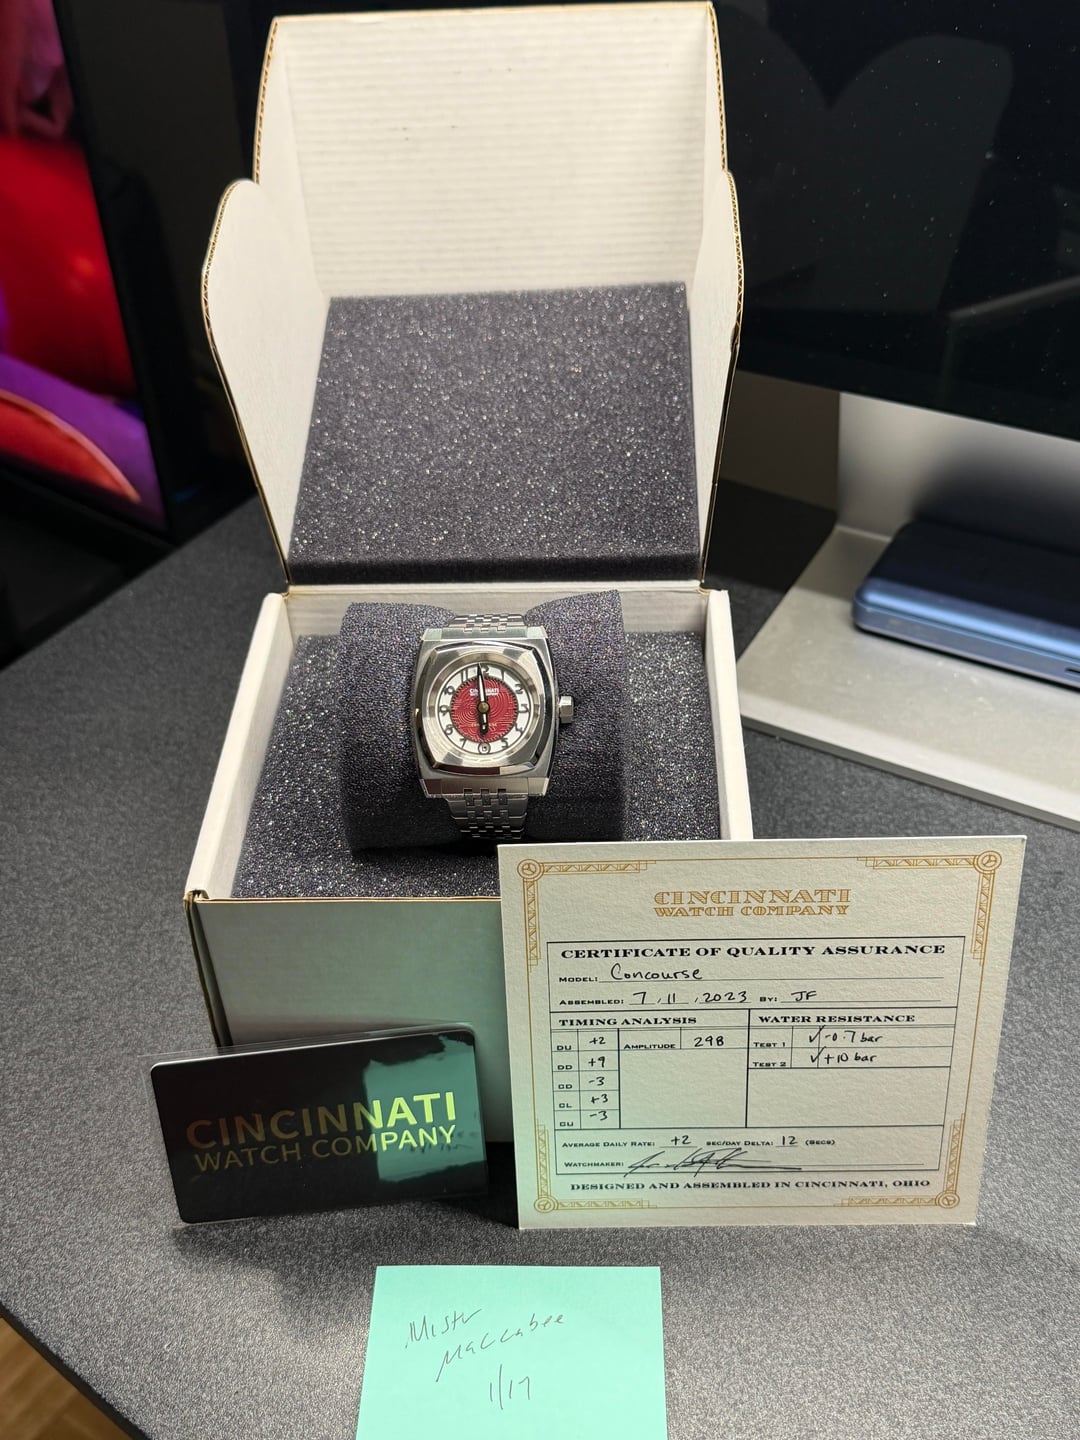 CINCINNATI
CINCINNATI
WATCH COMPANY
CERTIFICATE OF QUALITY ASSURANCE
MODEL: Concourse
ASSEMBLED: 7, 11, 2023 BY: JF
TIMING ANALYSIS
DU +2 AMPLITUDE 298
DD +9
CD -3
CL +3
CU -3
WATER RESISTANCE
TEST 1 ✓ -0.7 bar
TEST 2 ✓ +10 bar
AVERAGE DAILY RATE: +2 SEC/DAY DELTA: 12 (SECS)
WATCHMAKER:
DESIGNED AND ASSEMBLED IN CINCINNATI, OHIO
CINCINNATI
WATCH COMPANY
Mistr
Maccabee
1/17